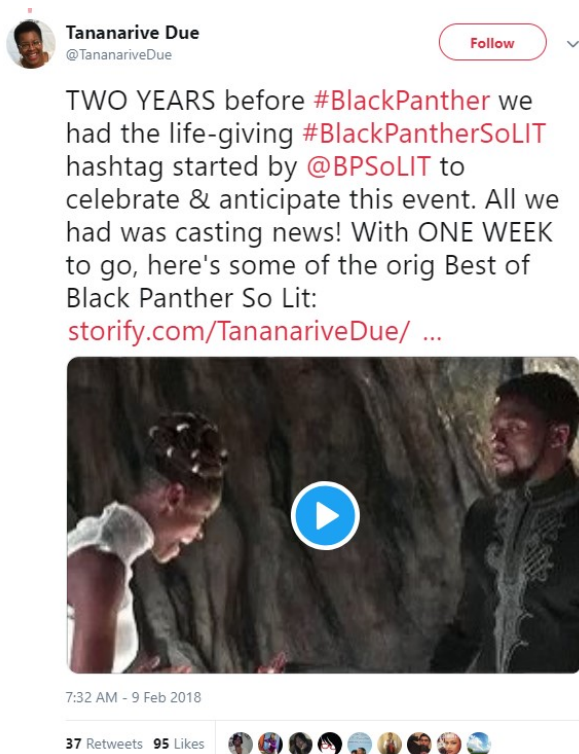 Tananarive Due
@TananariveDue
Follow
TWO YEARS before #BlackPanther we
had the life-giving #BlackPantherSoLIT
hashtag started by @BPSoLIT to
celebrate & anticipate this event. All we
had was casting news! With ONE WEEK
to go, here's some of the orig Best of
Black Panther So Lit:
storify.com/TananariveDue/ …
7:32 AM - 9 Feb 2018
37 Retweets 95 Likes